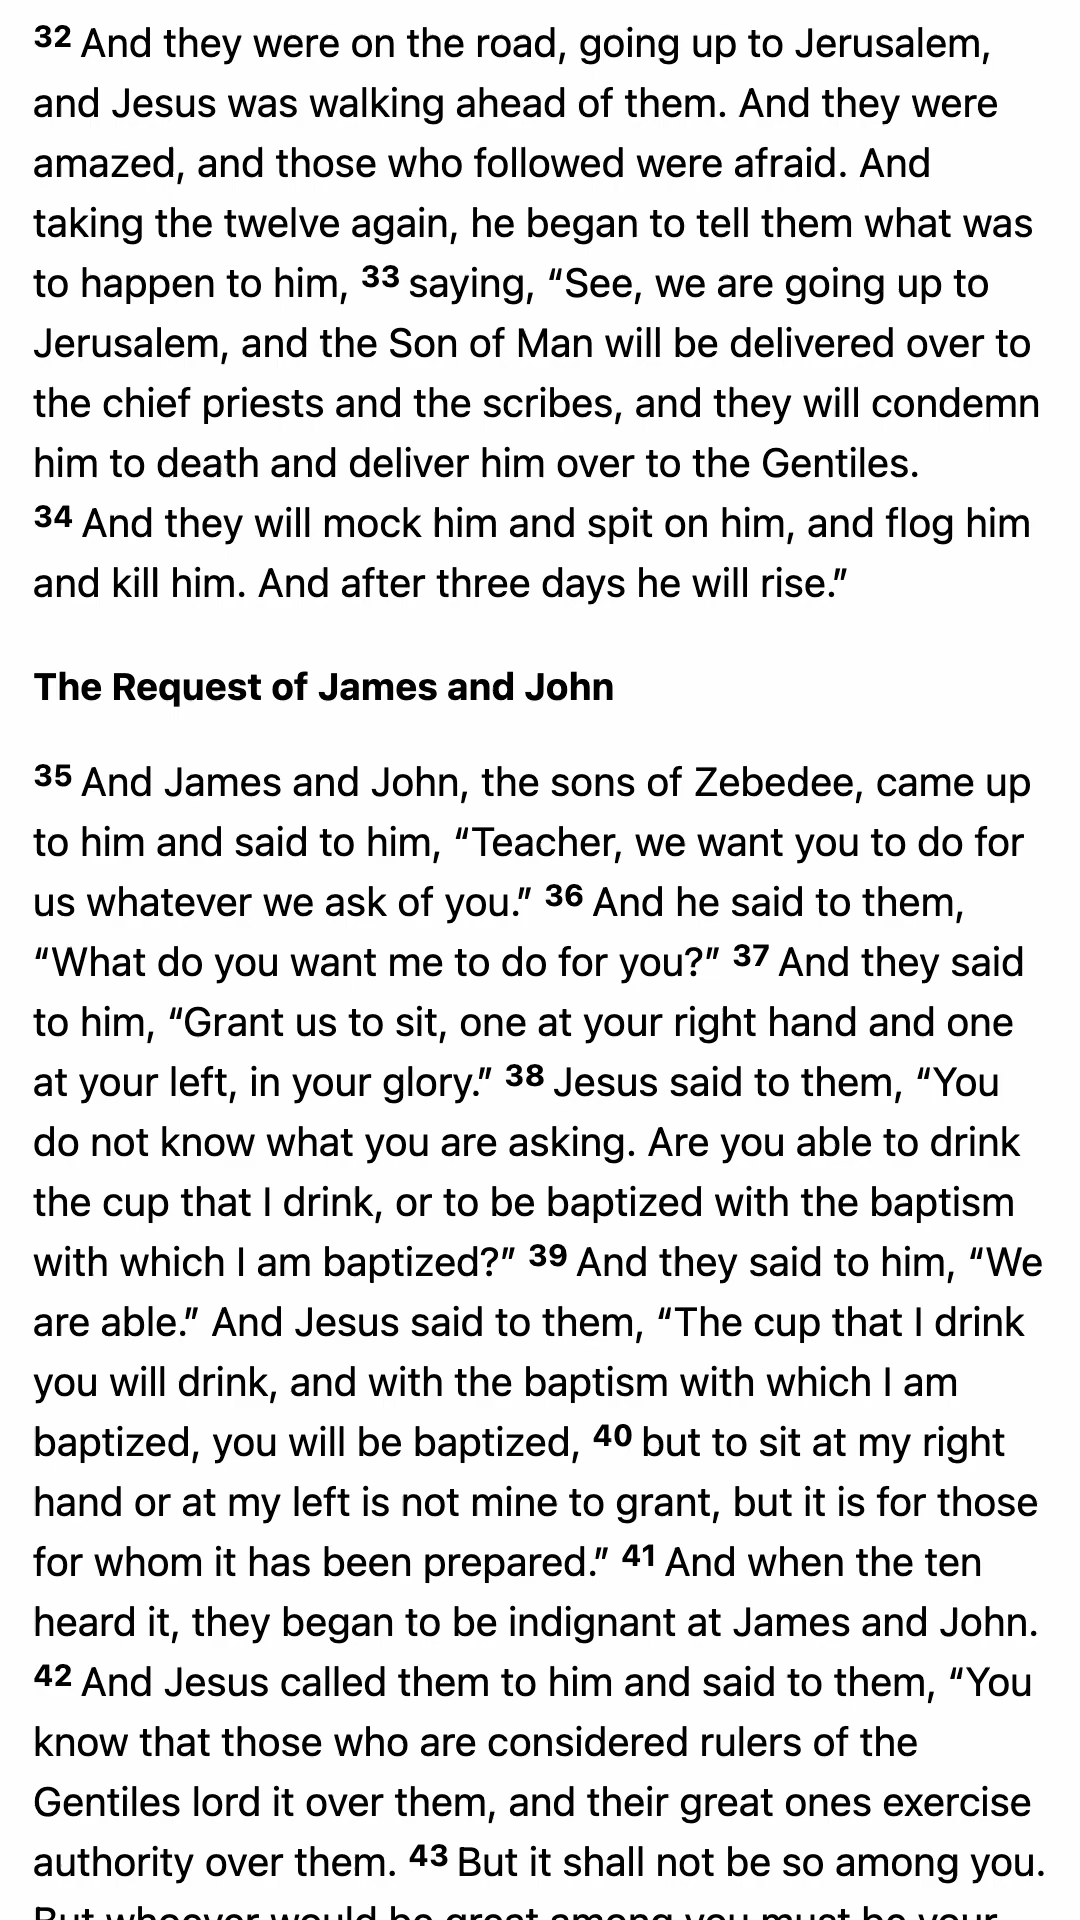 32 And they were on the road, going up to Jerusalem,
and Jesus was walking ahead of them. And they were
amazed, and those who followed were afraid. And
taking the twelve again, he began to tell them what was
to happen to him, 33 saying, “See, we are going up to
Jerusalem, and the Son of Man will be delivered over to
the chief priests and the scribes, and they will condemn
him to death and deliver him over to the Gentiles.
34 And they will mock him and spit on him, and flog him
and kill him. And after three days he will rise.”
The Request of James and John
35 And James and John, the sons of Zebedee, came up
to him and said to him, “Teacher, we want you to do for
us whatever we ask of you.” 36 And he said to them,
“What do you want me to do for you?” 37 And they said
to him, “Grant us to sit, one at your right hand and one
at your left, in your glory.” 38 Jesus said to them, “You
do not know what you are asking. Are you able to drink
the cup that I drink, or to be baptized with the baptism
with which I am baptized?” 39 And they said to him, “We
are able.” And Jesus said to them, “The cup that I drink
you will drink, and with the baptism with which I am
baptized, you will be baptized, 40 but to sit at my right
hand or at my left is not mine to grant, but it is for those
for whom it has been prepared.” 41 And when the ten
heard it, they began to be indignant at James and John.
42 And Jesus called them to him and said to them, “You
know that those who are considered rulers of the
Gentiles lord it over them, and their great ones exercise
authority over them. 43 But it shall not be so among you.
But whoever would be great among you must be your